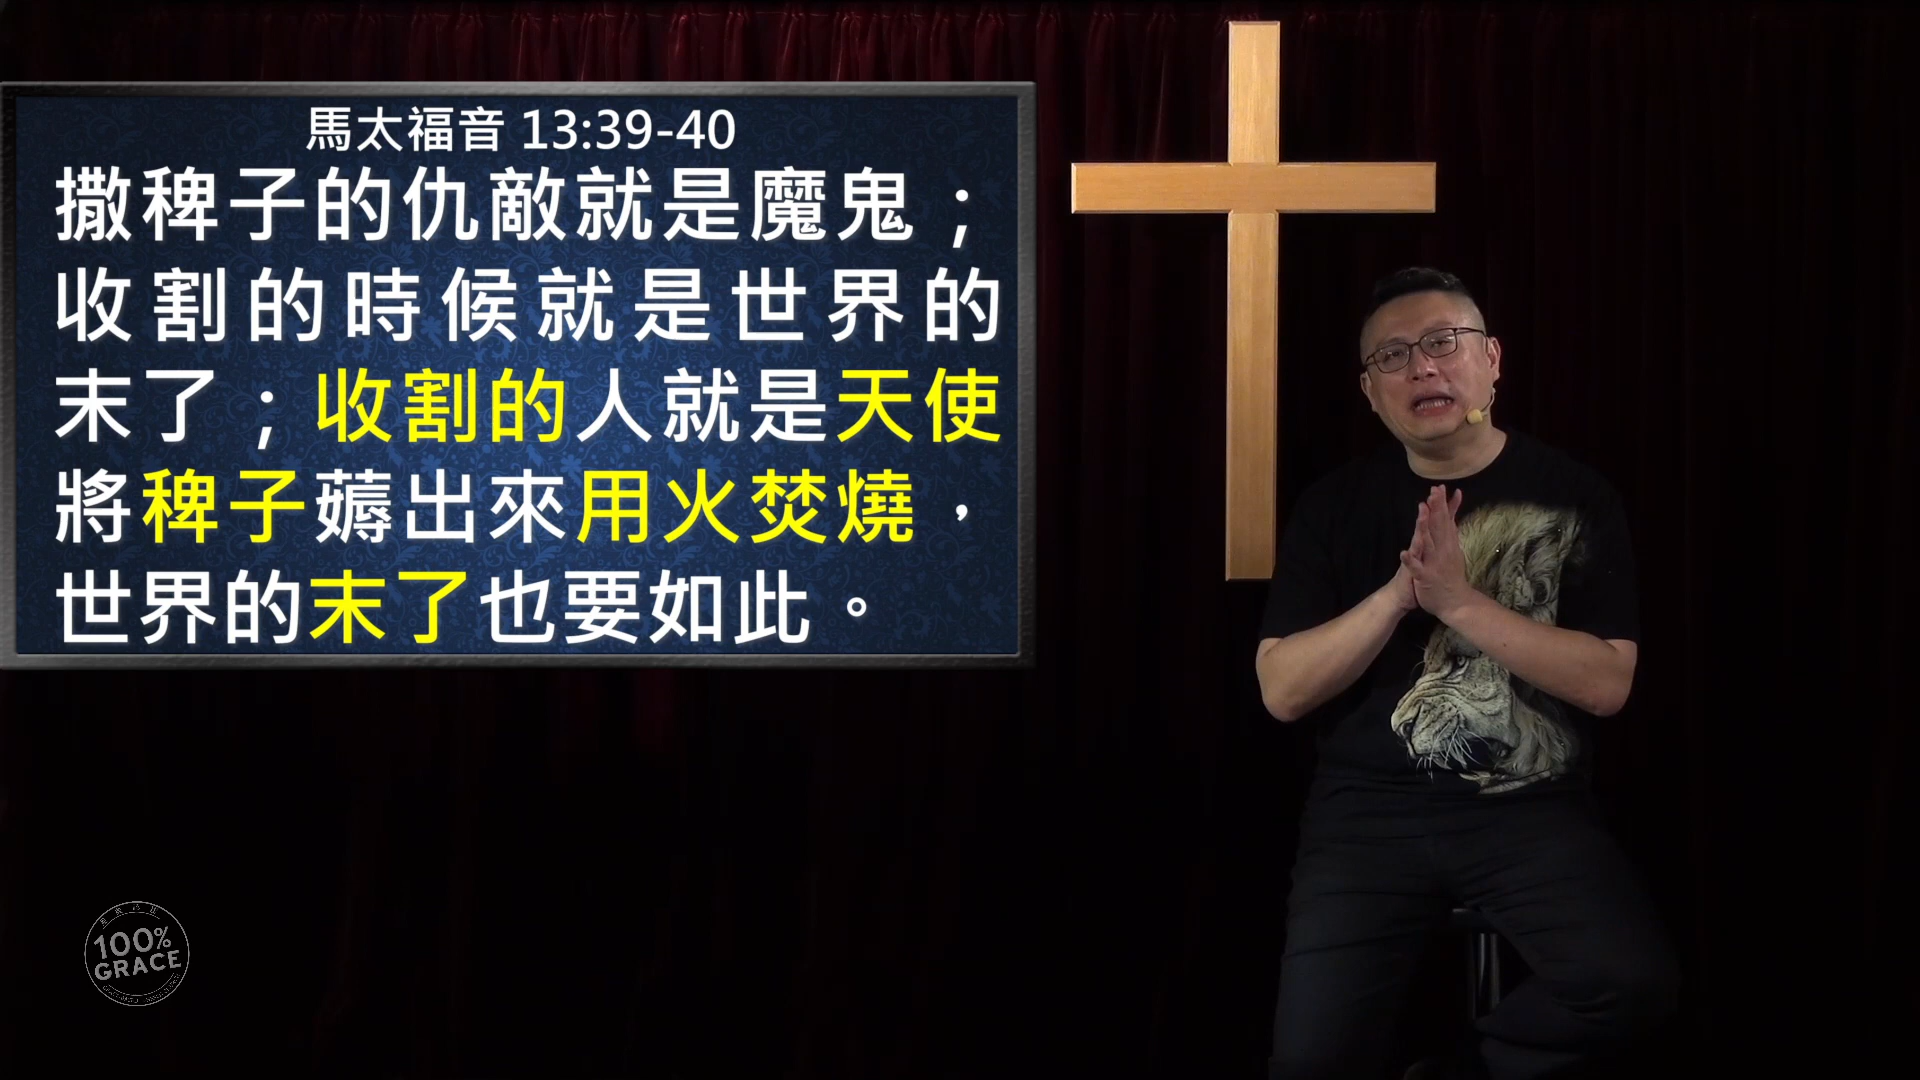 馬太福音 13:39-40
撒稗子的仇敵就是魔鬼；
收割的時候就是世界的
末了；收割的人就是天使
將稗子薅出來用火焚燒，
世界的末了也要如此。
100%
GRACE